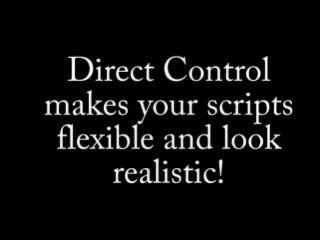 Direct Control
makes your scripts
flexible and look
realistic!